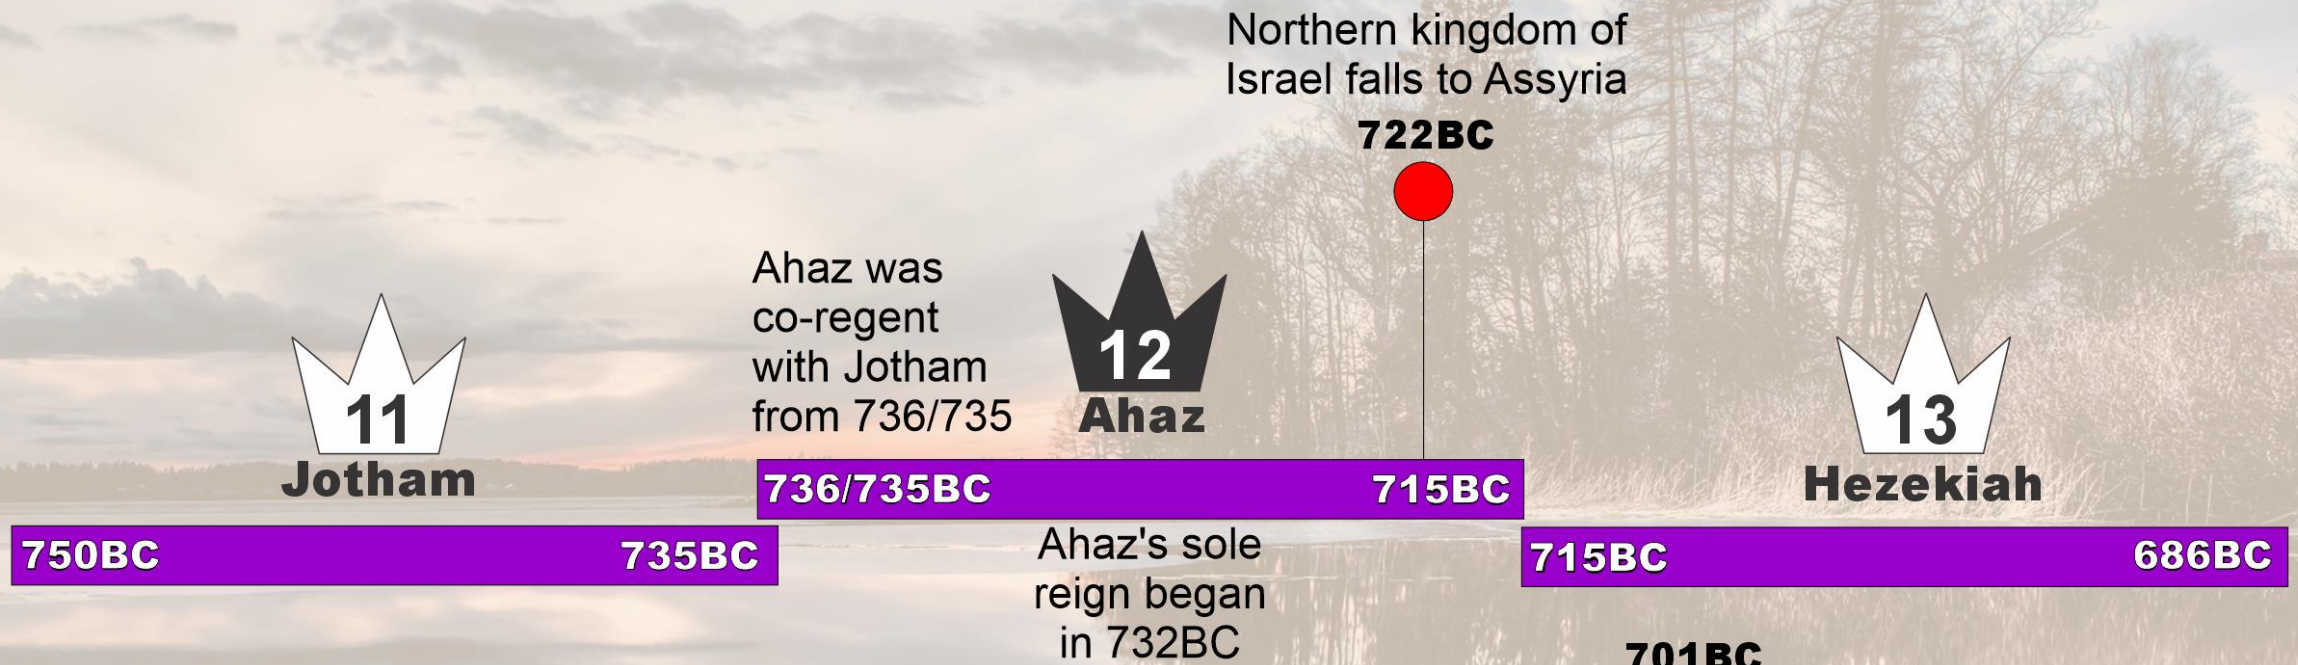 Northern kingdom of
Israel falls to Assyria
722BC
Ahaz was
co-regent
with Jotham
from 736/735
12
Ahaz
11
Jotham
13
Hezekiah
736/735BC
715BC
750BC
735BC
Ahaz's sole
reign began
in 732BC
715BC
686BC
701BC